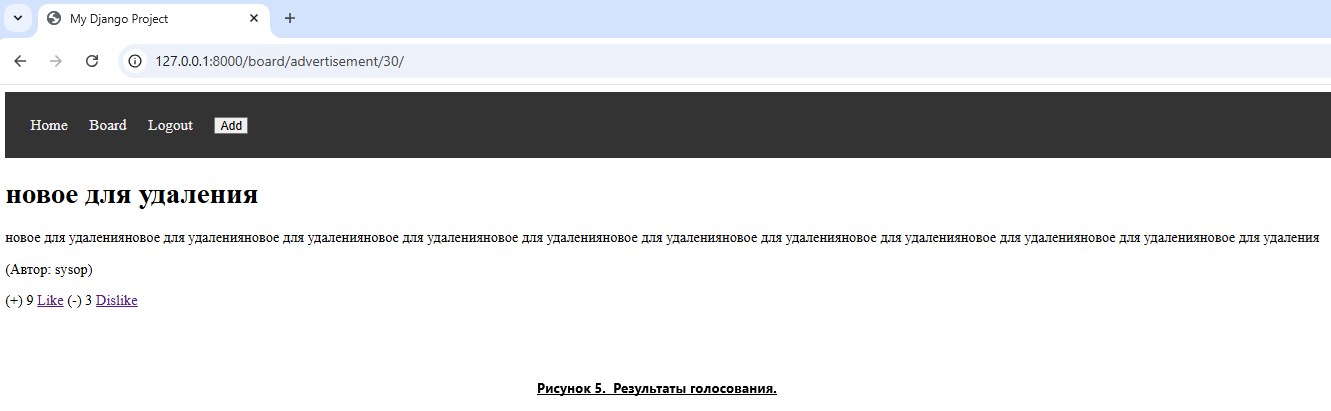 My Django Project
127.0.0.1:8000/board/advertisement/30/
Home Board Logout Add
новое для удаления
новое для удаленияновое для удаленияновое для удаленияновое для удаленияновое для удаленияновое для удаленияновое для удаленияновое для удаленияновое для удаленияновое для удаленияновое для удаления
(Автор: sysop)
(+) 9 Like (-) 3 Dislike
Рисунок 5. Результаты голосования.